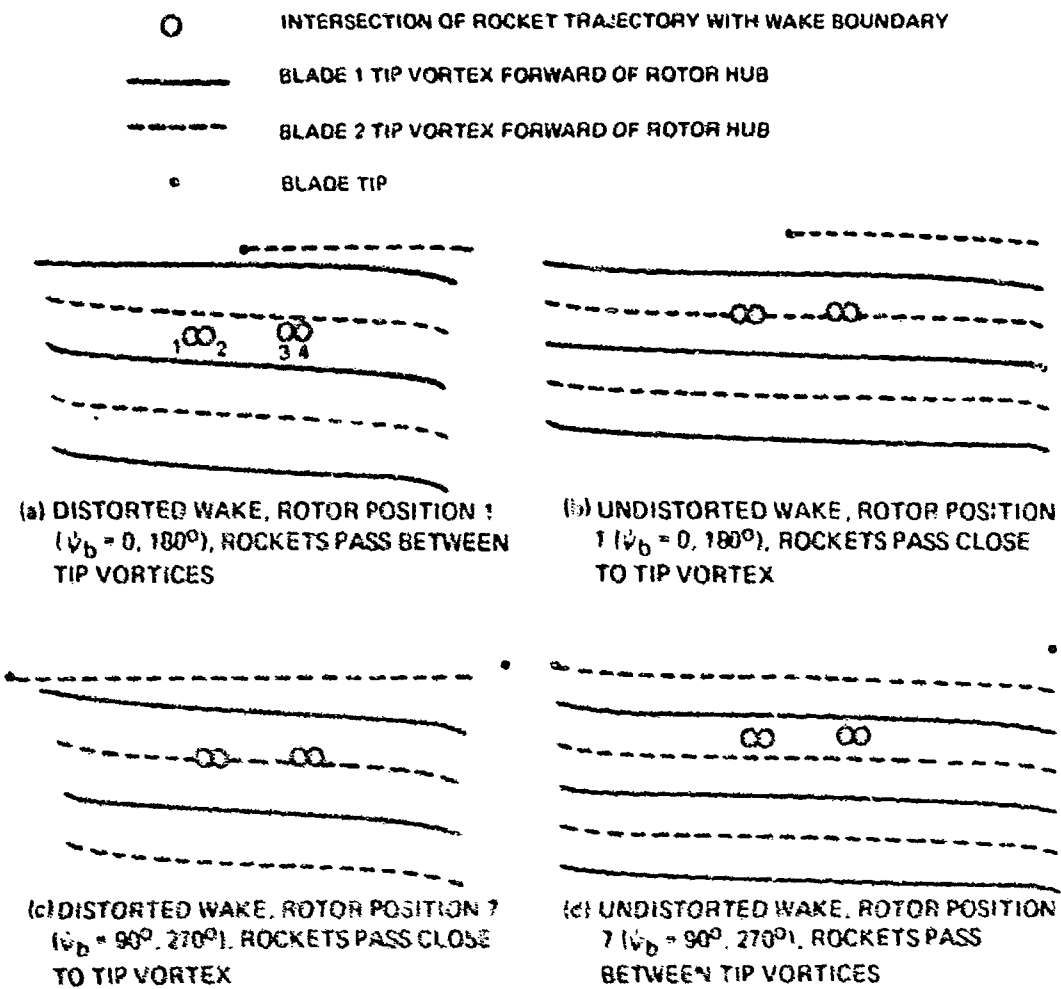 INTERSECTION OF ROCKET TRAJECTORY WITH WAKE BOUNDARY
BLADE 1 TIP VORTEX FORWARD OF ROTOR HUB
BLADE 2 TIP VORTEX FORWARD OF ROTOR HUB
BLADE TIP
1 2 3 4
(a) DISTORTED WAKE, ROTOR POSITION 1
(ψb = 0, 180°), ROCKETS PASS BETWEEN
TIP VORTICES
(b) UNDISTORTED WAKE, ROTOR POSITION
1 (ψb = 0, 180°), ROCKETS PASS CLOSE
TO TIP VORTEX
(c) DISTORTED WAKE, ROTOR POSITION 7
(ψb = 90°, 270°), ROCKETS PASS CLOSE
TO TIP VORTEX
(d) UNDISTORTED WAKE, ROTOR POSITION
7 (ψb = 90°, 270°), ROCKETS PASS
BETWEEN TIP VORTICES